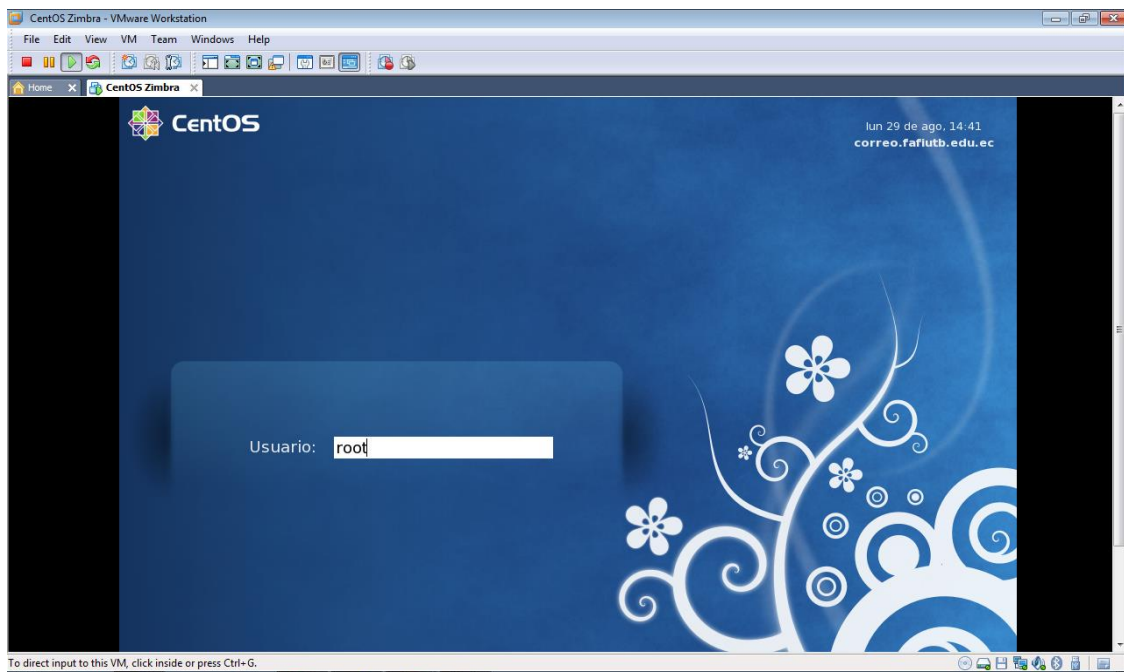 CentOS Zimbra - VMware Workstation
File Edit View VM Team Windows Help
Home CentOS Zimbra
CentOS
lun 29 de ago, 14:41
correo.fafiutb.edu.ec
Usuario: root
To direct input to this VM, click inside or press Ctrl+G.